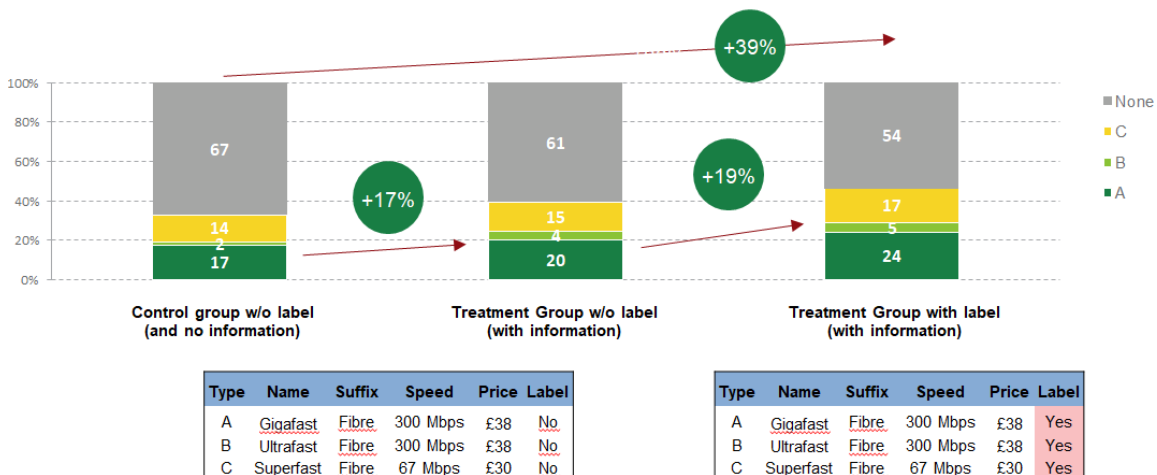 +39%
100%
80%
60%
40%
20%
0%
67
14
2
17
+17%
61
15
4
20
+19%
54
17
5
24
None
C
B
A
Control group w/o label
(and no information)
Treatment Group w/o label
(with information)
Treatment Group with label
(with information)
Type Name Suffix Speed Price Label
A Gigafast Fibre 300 Mbps £38 No
B Ultrafast Fibre 300 Mbps £38 No
C Superfast Fibre 67 Mbps £30 No
Type Name Suffix Speed Price Label
A Gigafast Fibre 300 Mbps £38 Yes
B Ultrafast Fibre 300 Mbps £38 Yes
C Superfast Fibre 67 Mbps £30 Yes